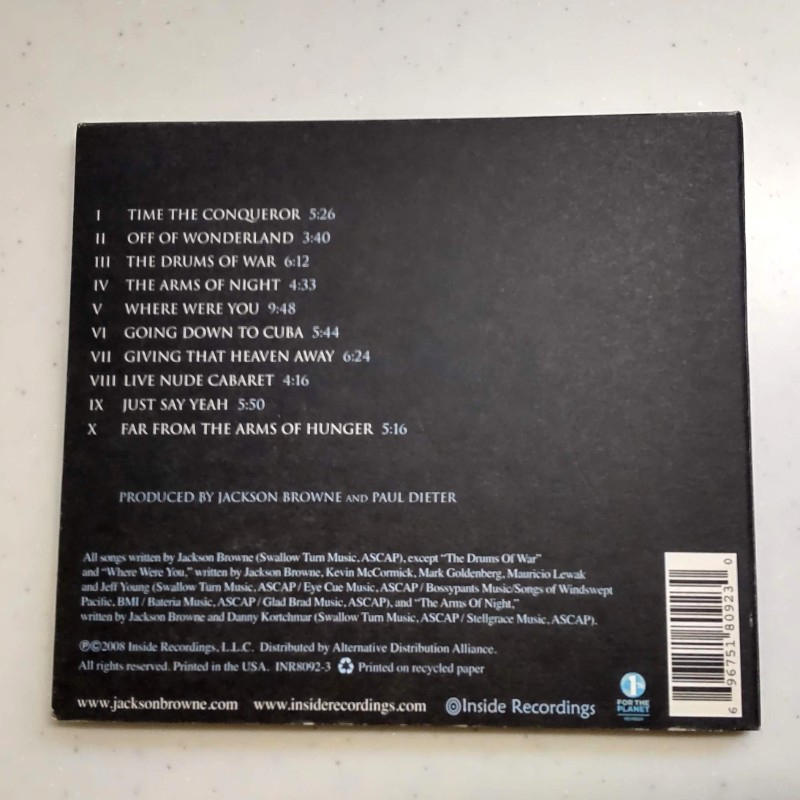 I TIME THE CONQUEROR 5:26
II OFF OF WONDERLAND 3:40
III THE DRUMS OF WAR 6:12
IV THE ARMS OF NIGHT 4:33
V WHERE WERE YOU 9:48
VI GOING DOWN TO CUBA 5:44
VII GIVING THAT HEAVEN AWAY 6:24
VIII LIVE NUDE CABARET 4:16
IX JUST SAY YEAH 5:50
X FAR FROM THE ARMS OF HUNGER 5:16
PRODUCED BY JACKSON BROWNE AND PAUL DIETER
All songs written by Jackson Browne (Swallow Turn Music, ASCAP), except "The Drums Of War"
and "Where Were You," written by Jackson Browne, Kevin McCormick, Mark Goldenberg, Mauricio Lewak
and Jeff Young (Swallow Turn Music, ASCAP / Eye Cue Music, ASCAP / Bossypants Music/Songs of Windswept
Pacific, BMI / Bateria Music, ASCAP / Glad Brad Music, ASCAP), and "The Arms Of Night,"
written by Jackson Browne and Danny Kortchmar (Swallow Turn Music, ASCAP / Stellgrace Music, ASCAP).
℗©2008 Inside Recordings, L.L.C. Distributed by Alternative Distribution Alliance.
All rights reserved. Printed in the USA. INR8092-3 Printed on recycled paper
www.jacksonbrowne.com www.insiderecordings.com Inside Recordings
1%
FOR THE
PLANET
6 96751 80923 0